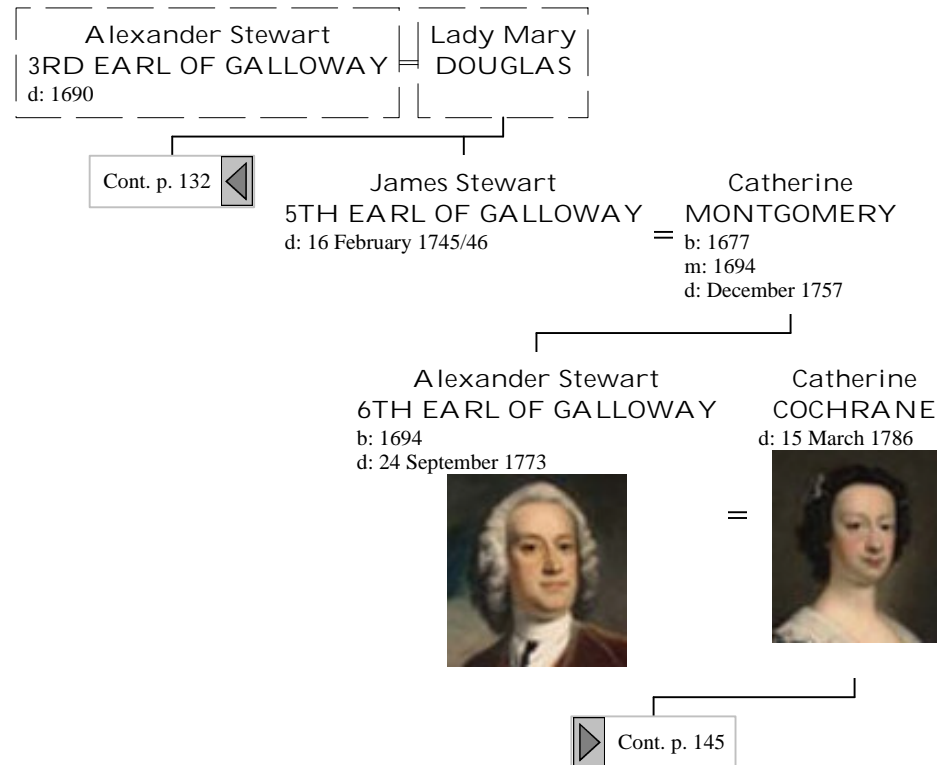 Alexander Stewart
3RD EARL OF GALLOWAY
d: 1690
=
Lady Mary
DOUGLAS
Cont. p. 132
James Stewart
5TH EARL OF GALLOWAY
d: 16 February 1745/46
=
Catherine
MONTGOMERY
b: 1677
m: 1694
d: December 1757
Alexander Stewart
6TH EARL OF GALLOWAY
b: 1694
d: 24 September 1773
=
Catherine
COCHRANE
d: 15 March 1786
Cont. p. 145